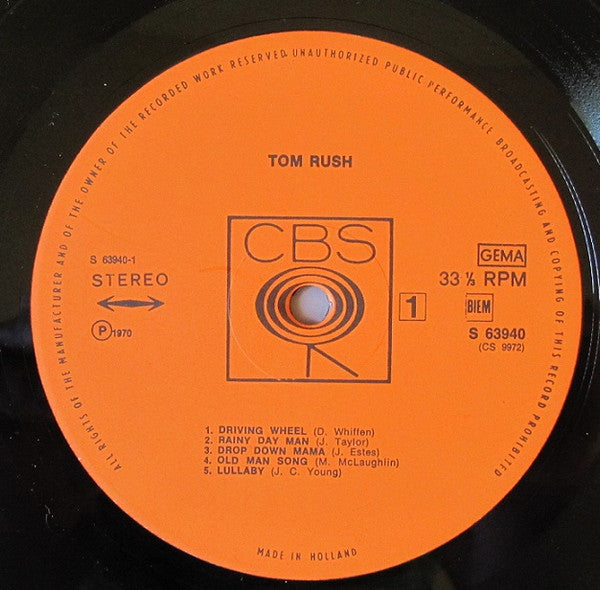 ALL RIGHTS OF THE MANUFACTURER AND OF THE OWNER OF THE RECORDED WORK RESERVED. UNAUTHORIZED PUBLIC PERFORMANCE BROADCASTING AND COPYING OF THIS RECORD PROHIBITED
TOM RUSH
CBS
S 63940-1
STEREO
P 1970
GEMA
33 ⅓ RPM
1
BIEM
S 63940
(CS 9972)
1. DRIVING WHEEL (D. Whiffen)
2. RAINY DAY MAN (J. Taylor)
3. DROP DOWN MAMA (J. Estes)
4. OLD MAN SONG (M. McLaughlin)
5. LULLABY (J. C. Young)
MADE IN HOLLAND